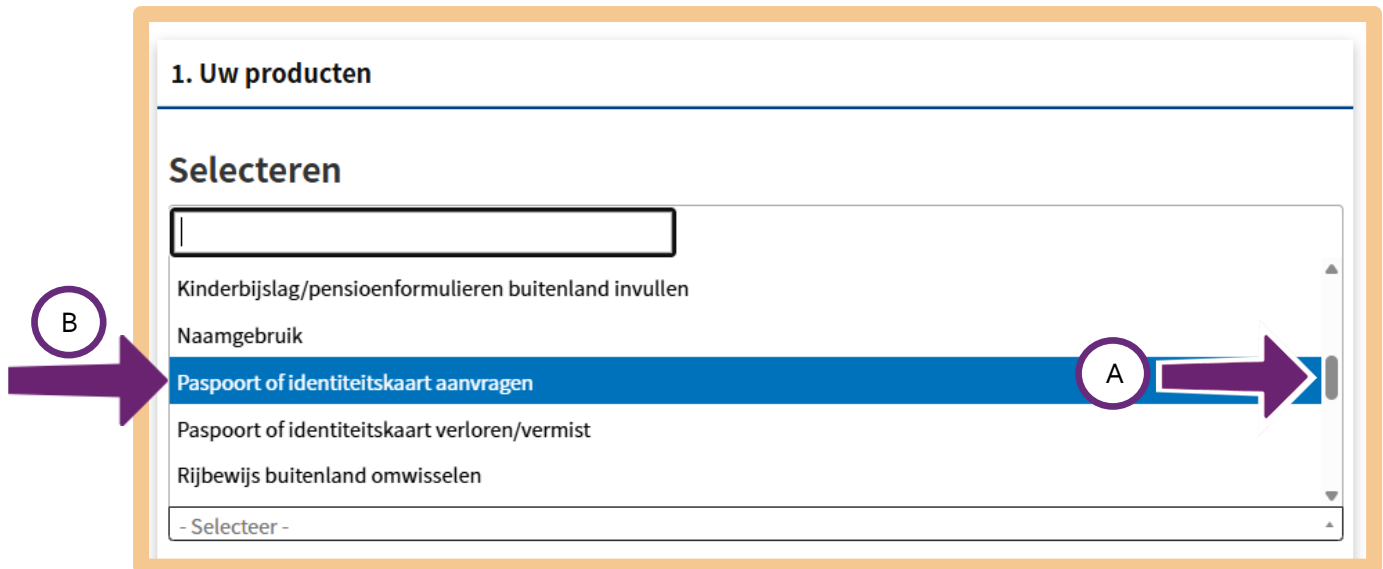 1. Uw producten
Selecteren
Kinderbijslag/pensioenformulieren buitenland invullen
B
Naamgebruik
Paspoort of identiteitskaart aanvragen
A
Paspoort of identiteitskaart verloren/vermist
Rijbewijs buitenland omwisselen
- Selecteer -